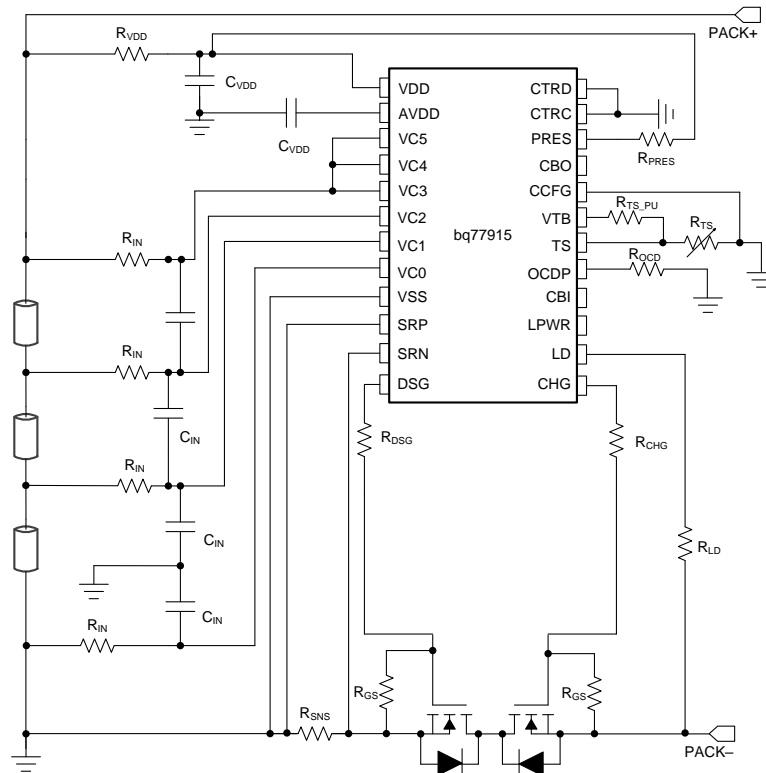 PACK+
RVDD
CVDD
CVDD
VDD
AVDD
VC5
VC4
VC3
VC2
VC1
VC0
VSS
SRP
SRN
DSG
bq77915
CTRD
CTRC
PRES
CBO
CCFG
VTB
TS
OCDP
CBI
LPWR
LD
CHG
RPRES
RTS_PU
RTS
ROCD
RIN
RIN
CIN
RIN
CIN
CIN
RIN
RDSG
RCHG
RLD
RGS
RGS
RSNS
PACK–